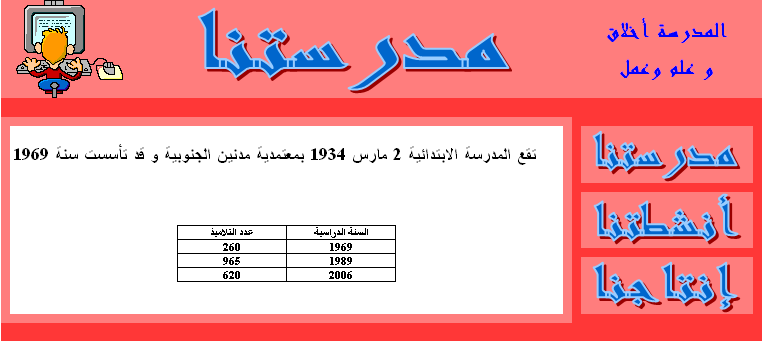 مدرستنا
المدرسة أخلاق
و علم وعمل
تقع المدرسة الابتدائية 2 مارس 1934 بمعتمدية مدنين الجنوبية و قد تأسست سنة 1969
السنة الدراسية عدد التلاميذ
1969 260
1989 965
2006 620
مدرستنا
أنشطتنا
إنتاجنا